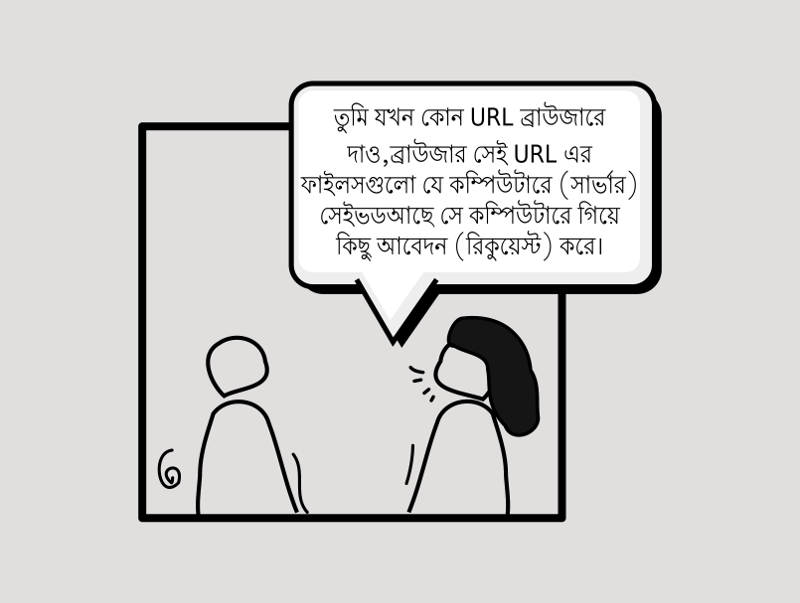 তুমি যখন কোন URL ব্রাউজারে
দাও,ব্রাউজার সেই URL এর
ফাইলসগুলো যে কম্পিউটারে (সার্ভার)
সেইভডআছে সে কম্পিউটারে গিয়ে
কিছু আবেদন (রিকুয়েস্ট) করে।
৬